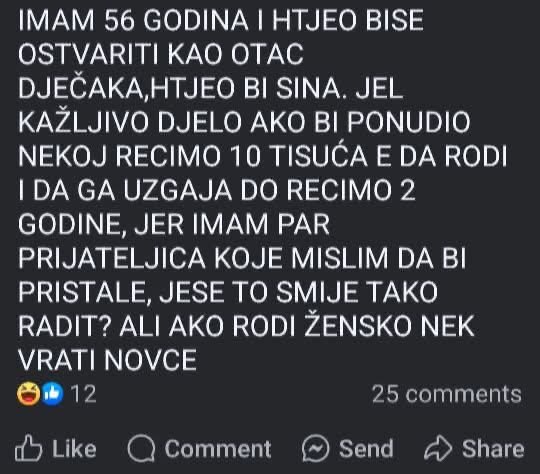 IMAM 56 GODINA I HTJEO BISE
OSTVARITI KAO OTAC
DJEČAKA,HTJEO BI SINA. JEL
KAŽLJIVO DJELO AKO BI PONUDIO
NEKOJ RECIMO 10 TISUĆA E DA RODI
I DA GA UZGAJA DO RECIMO 2
GODINE, JER IMAM PAR
PRIJATELJICA KOJE MISLIM DA BI
PRISTALE, JESE TO SMIJE TAKO
RADIT? ALI AKO RODI ŽENSKO NEK
VRATI NOVCE
12 25 comments
Like Comment Send Share